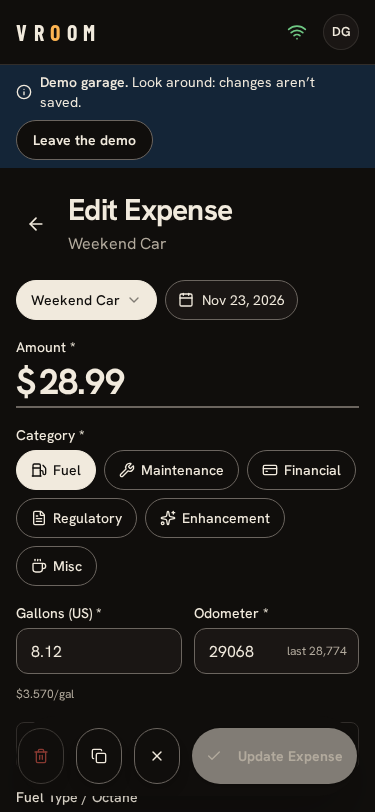 VROOM
DG
Demo garage. Look around: changes aren’t
saved.
Leave the demo
Edit Expense
Weekend Car
Weekend Car
Nov 23, 2026
Amount *
$28.99
Category *
Fuel
Maintenance
Financial
Regulatory
Enhancement
Misc
Gallons (US) *
Odometer *
8.12
29068
last 28,774
$3.570/gal
Update Expense
Fuel Type / Octane